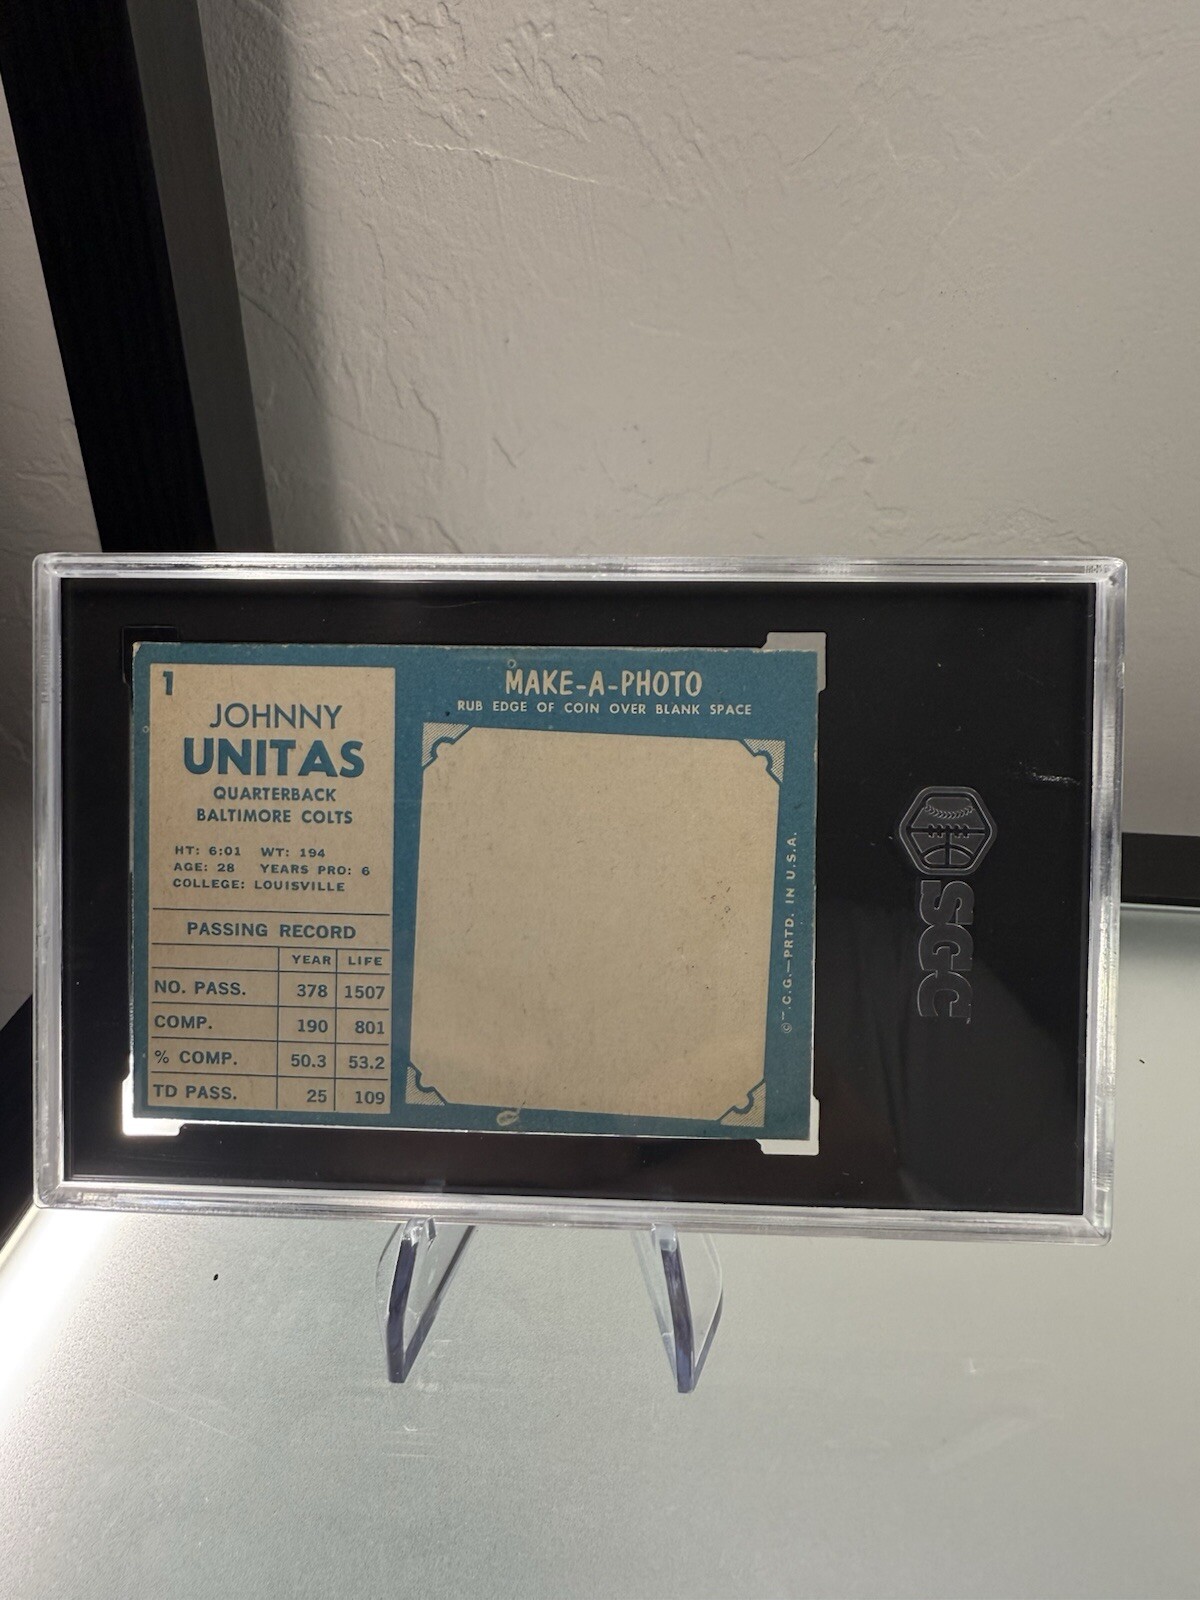 1
JOHNNY
UNITAS
QUARTERBACK
BALTIMORE COLTS
HT: 6:01 WT: 194
AGE: 28 YEARS PRO: 6
COLLEGE: LOUISVILLE
PASSING RECORD
YEAR LIFE
NO. PASS. 378 1507
COMP. 190 801
% COMP. 50.3 53.2
TD PASS. 25 109
MAKE-A-PHOTO
RUB EDGE OF COIN OVER BLANK SPACE
© T.C.G.—PRTD. IN U.S.A.
SGC